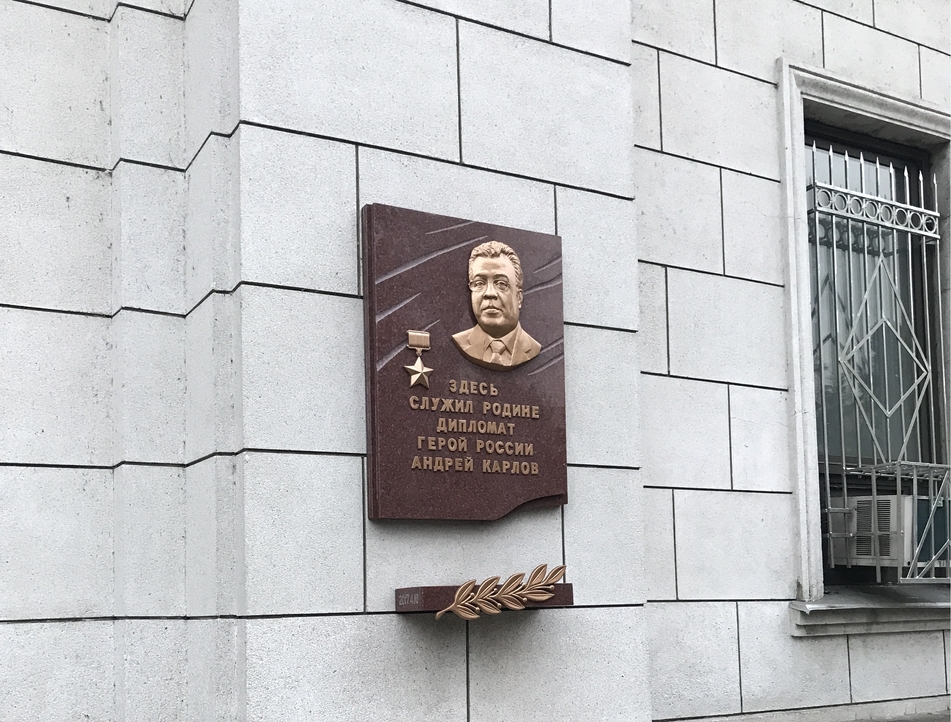 ЗДЕСЬ
СЛУЖИЛ РОДИНЕ
ДИПЛОМАТ
ГЕРОЙ РОССИИ
АНДРЕЙ КАРЛОВ